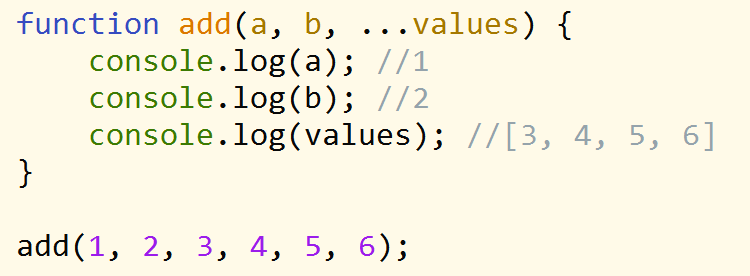 function add(a, b, ...values) {
    console.log(a); //1
    console.log(b); //2
    console.log(values); //[3, 4, 5, 6]
}

add(1, 2, 3, 4, 5, 6);